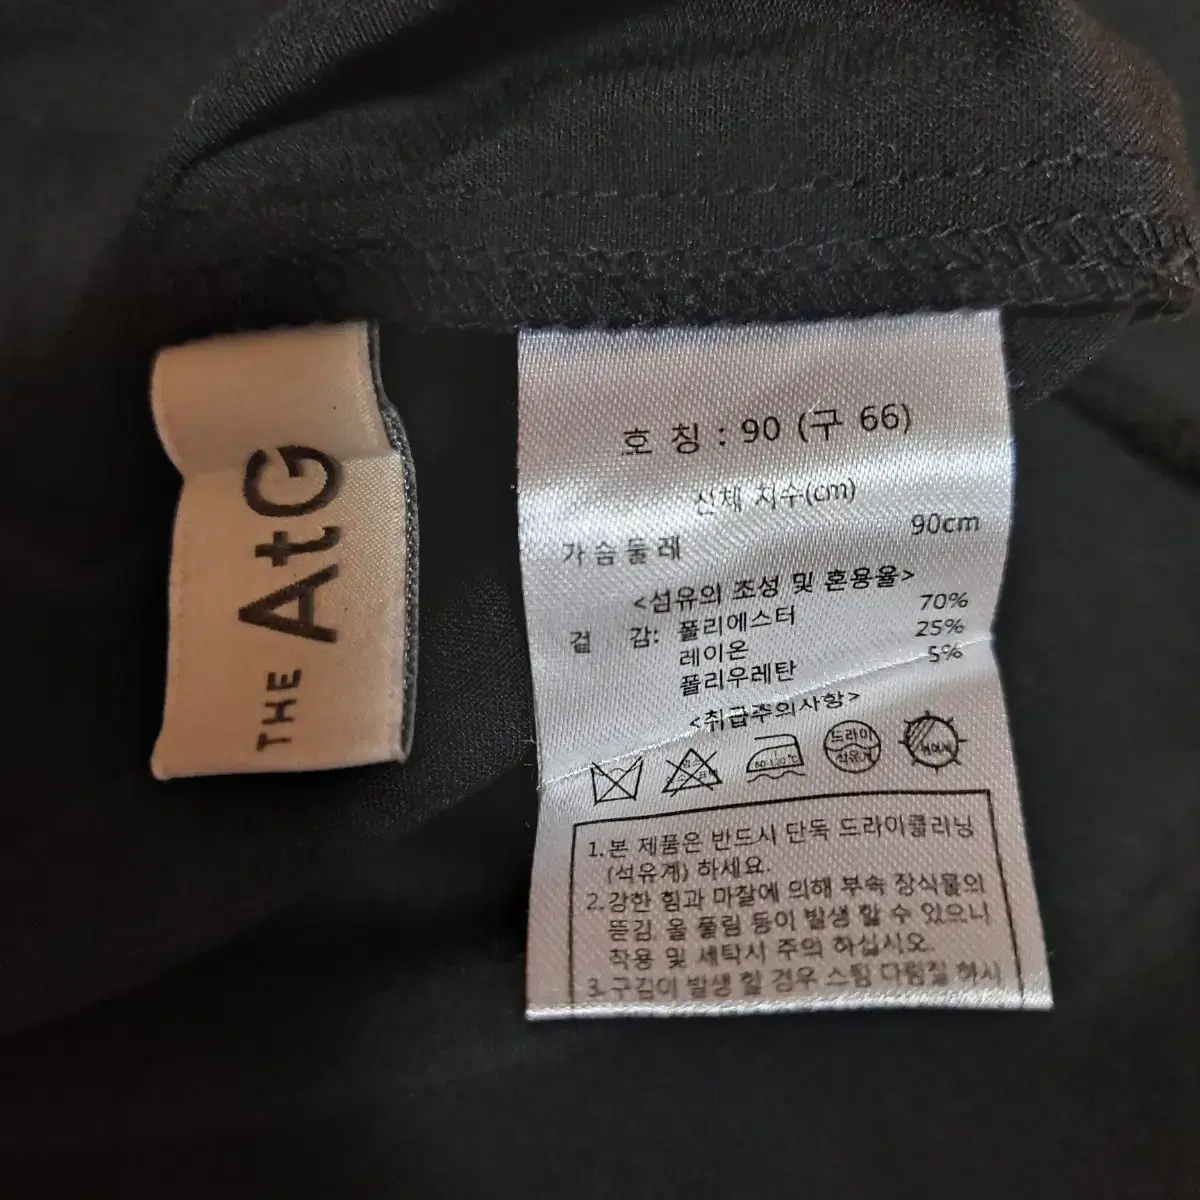 THE AtG
호 칭 : 90 (구 66)
신체 치수(cm)
가슴둘레 90cm
<섬유의 조성 및 혼용율>
겉 감: 폴리에스터 70%
레이온 25%
폴리우레탄 5%
<취급주의사항>
드라이
석유계
1. 본 제품은 반드시 단독 드라이클리닝
(석유계) 하세요.
2. 강한 힘과 마찰에 의해 부속 장식물의
뜯김, 올 풀림 등이 발생 할 수 있으니
착용 및 세탁시 주의 하십시오.
3. 구김이 발생 할 경우 스팀 다림질 하시